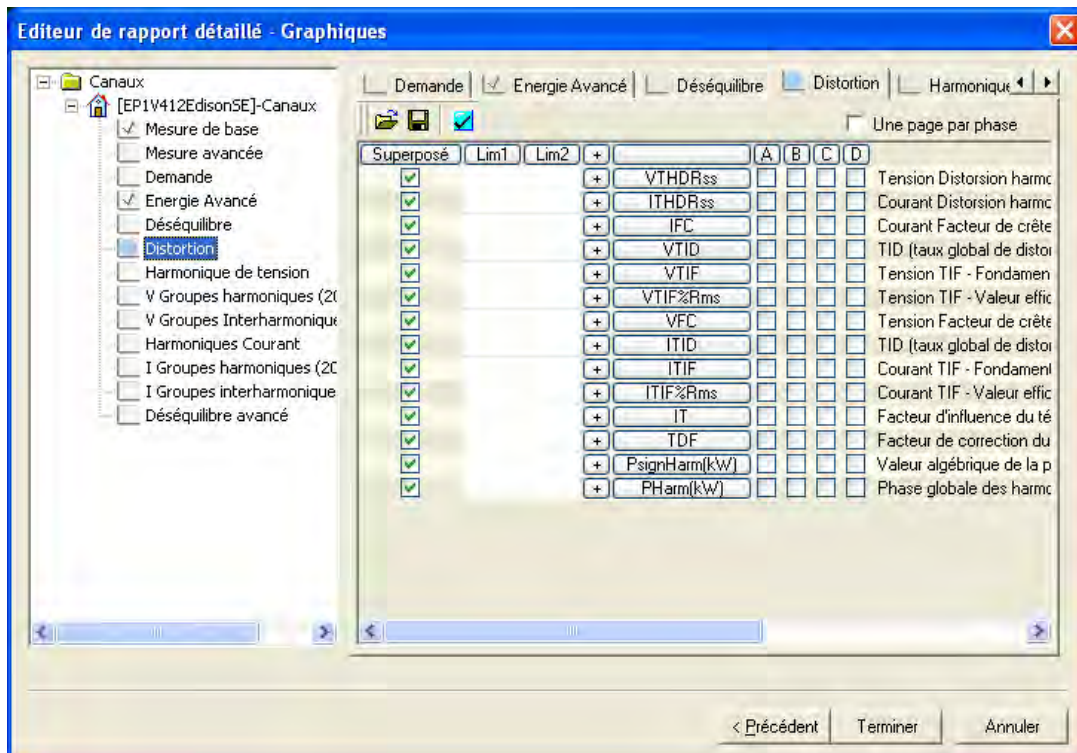 Editeur de rapport détaillé - Graphiques
Canaux
[EP1V412EdisonSE]-Canaux
Mesure de base
Mesure avancée
Demande
Energie Avancé
Déséquilibre
Distortion
Harmonique de tension
V Groupes harmoniques (20
V Groupes Interharmonique
Harmoniques Courant
I Groupes harmoniques (20
I Groupes interharmonique
Déséquilibre avancé
Demande Energie Avancé Déséquilibre Distortion Harmonique
Une page par phase
Superposé Lim1 Lim2 + A B C D
+ VTHDRss Tension Distorsion harmo
+ ITHDRss Courant Distorsion harmo
+ IFC Courant Facteur de crête
+ VTID TID (taux global de distor
+ VTIF Tension TIF - Fondamen
+ VTIF%Rms Tension TIF - Valeur effic
+ VFC Tension Facteur de crête
+ ITID TID (taux global de distor
+ ITIF Courant TIF - Fondament
+ ITIF%Rms Courant TIF - Valeur effic
+ IT Facteur d'influence du té
+ TDF Facteur de correction du
+ PsignHarm(kW) Valeur algébrique de la p
+ PHarm(kW) Phase globale des harmo
< Précédent Terminer Annuler